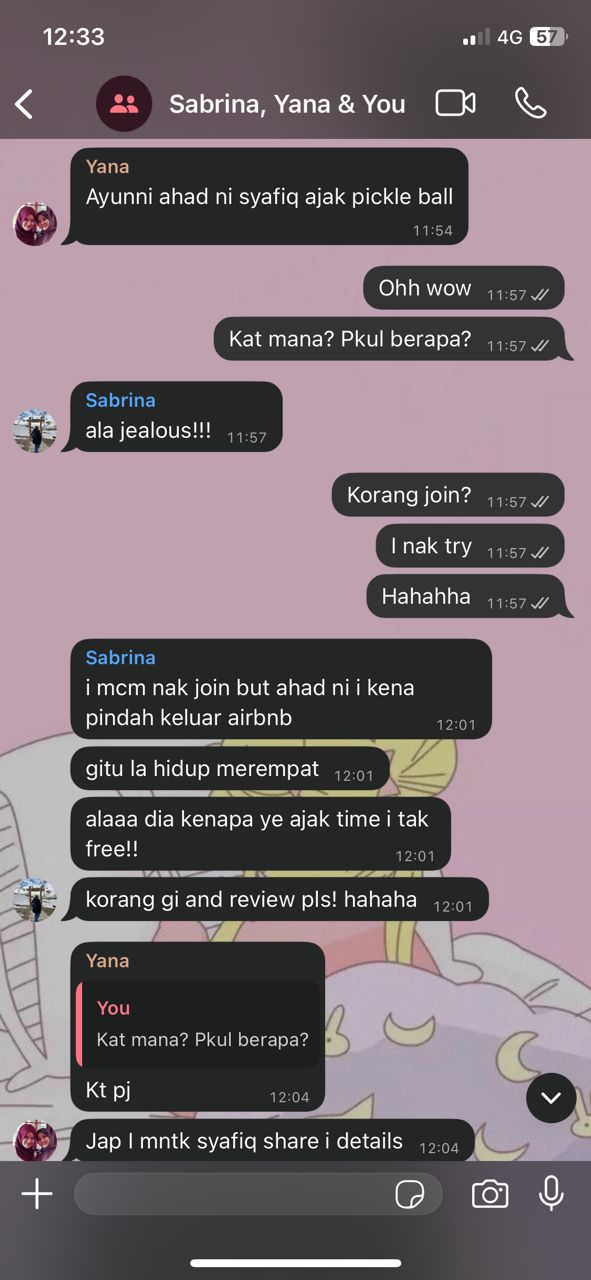 12:33
4G 57
Sabrina, Yana & You
Yana
Ayunni ahad ni syafiq ajak pickle ball
11:54
Ohh wow 11:57
Kat mana? Pkul berapa? 11:57
Sabrina
ala jealous!!! 11:57
Korang join? 11:57
I nak try 11:57
Hahahha 11:57
Sabrina
i mcm nak join but ahad ni i kena
pindah keluar airbnb 12:01
gitu la hidup merempat 12:01
alaaa dia kenapa ye ajak time i tak
free!! 12:01
korang gi and review pls! hahaha 12:01
Yana
You
Kat mana? Pkul berapa?
Kt pj 12:04
Jap I mntk syafiq share i details 12:04